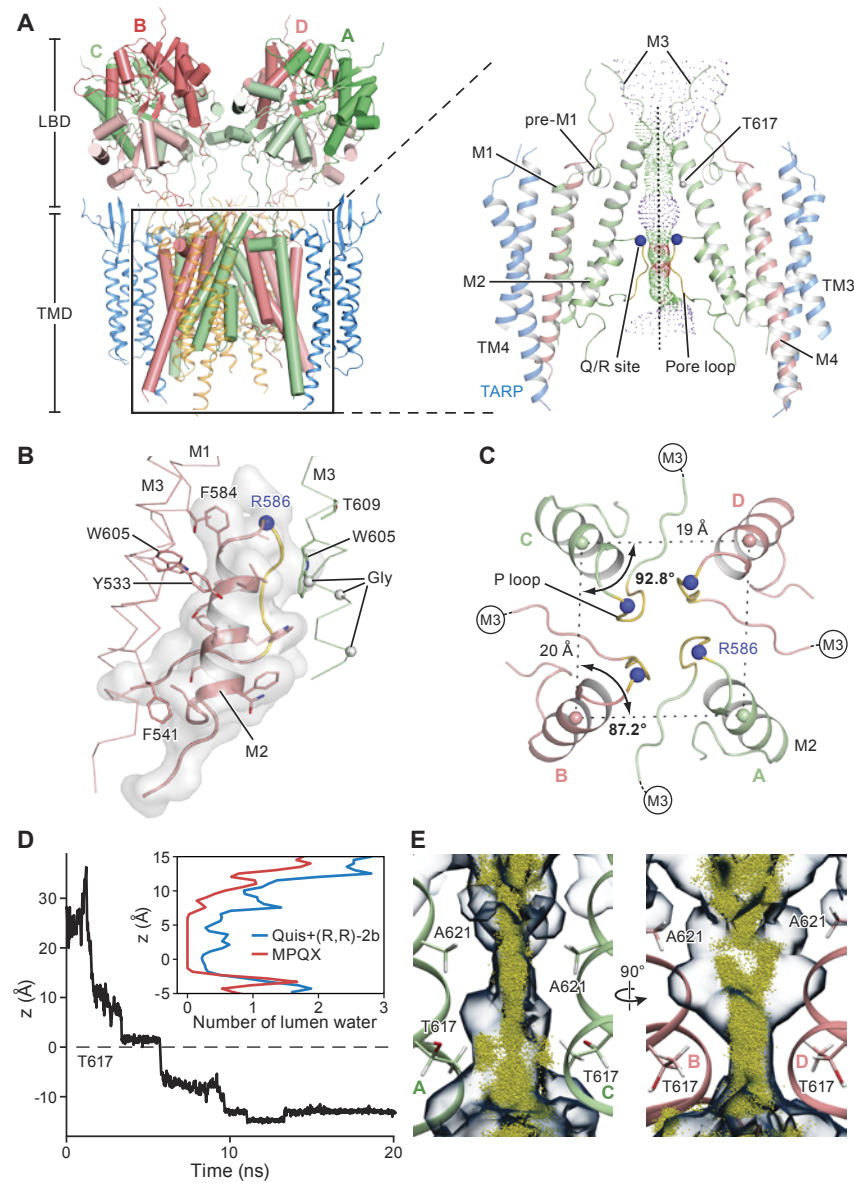 A
B
D
A
C
LBD
TMD
M3
pre-M1
T617
M1
M2
TM3
TM4
Q/R site
Pore loop
M4
TARP
B
M1
M3
F584
R586
M3
T609
W605
W605
Y533
Gly
F541
M2
C
M3
D
C
19 Å
P loop
92.8°
M3
M3
20 Å
R586
87.2°
M2
B
A
M3
D
z (Å)
30
20
10
0
-10
T617
0
10
20
Time (ns)
z (Å)
15
10
5
0
-5
Quis+(R,R)-2b
MPQX
0
1
2
3
Number of lumen water
E
A621
A621
T617
T617
A
C
90°
A621
A621
B
D
T617
T617